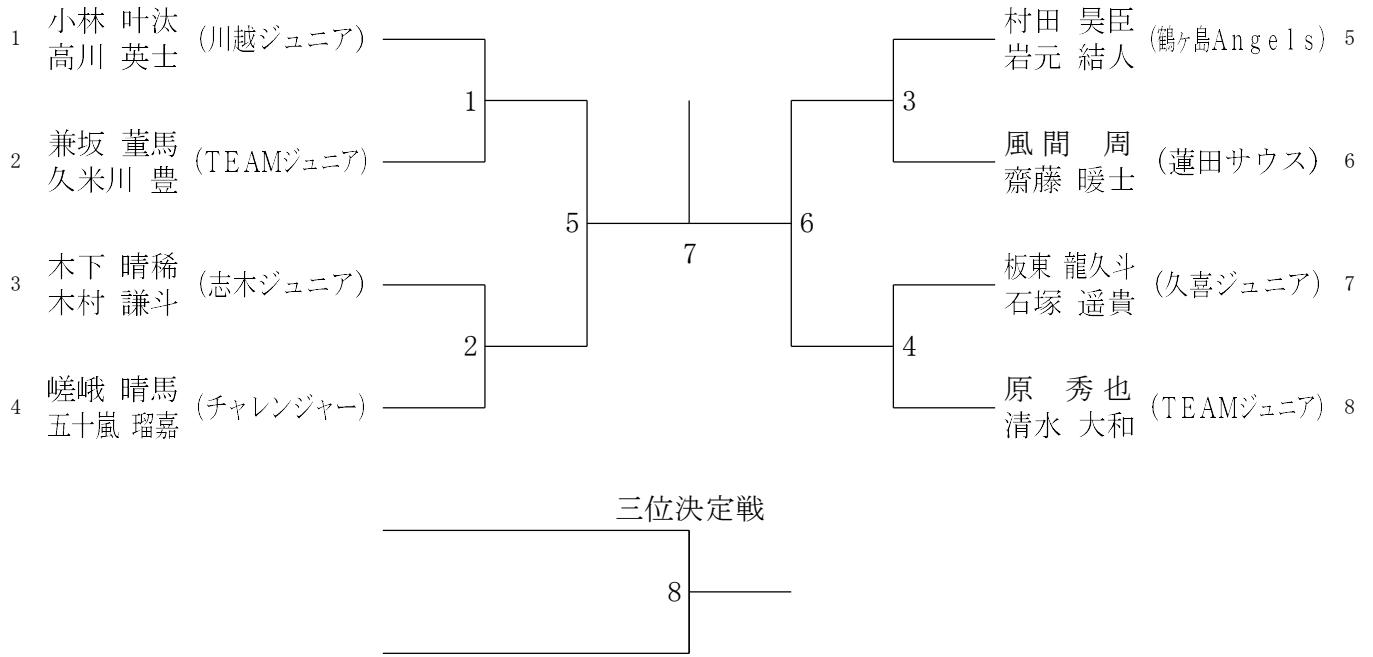 1 小林 叶汰 (川越ジュニア)
高川 英士
1
2 兼坂 董馬 (TEAMジュニア)
久米川 豊
5
3 木下 晴稀 (志木ジュニア)
木村 謙斗
2
4 嵯峨 晴馬 (チャレンジャー)
五十嵐 瑠嘉
7
村田 昊臣 (鶴ヶ島Angels) 5
岩元 結人
3
風間 周 (蓮田サウス) 6
齋藤 暖士
6
板東 龍久斗 (久喜ジュニア) 7
石塚 遥貴
4
原 秀也 (TEAMジュニア) 8
清水 大和
三位決定戦
8